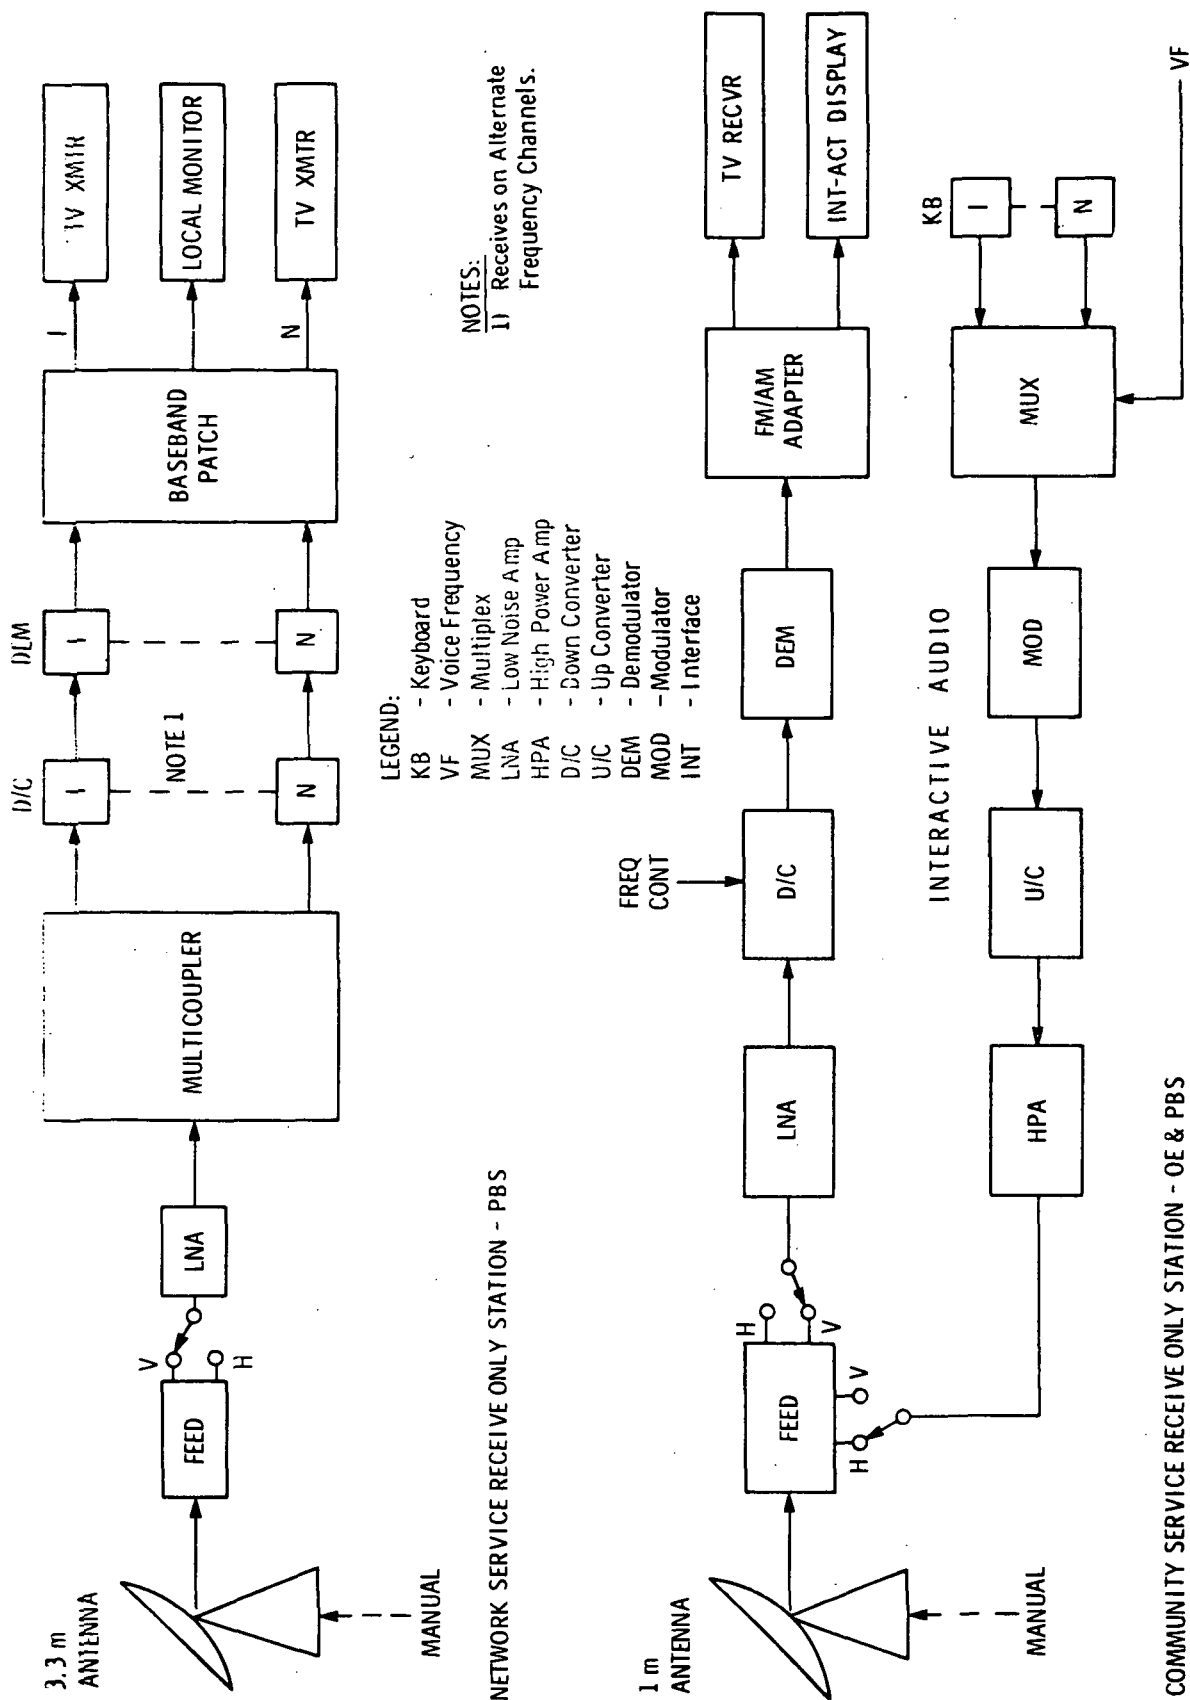 3.3 m
ANTENNA
MANUAL
FEED
V
H
LNA
MULTICOUPLER
D/C
1
N
NOTE 1
DEM
1
N
BASEBAND
PATCH
1
N
TV XMTR
LOCAL MONITOR
TV XMTR
NETWORK SERVICE RECEIVE ONLY STATION - PBS
NOTES:
1) Receives on Alternate
Frequency Channels.
LEGEND:
KB - Keyboard
VF - Voice Frequency
MUX - Multiplex
LNA - Low Noise Amp
HPA - High Power Amp
D/C - Down Converter
U/C - Up Converter
DEM - Demodulator
MOD - Modulator
INT - Interface
1 m
ANTENNA
MANUAL
FEED
H
V
H
V
LNA
FREQ
CONT
D/C
DEM
FM/AM
ADAPTER
TV RECVR
INT-ACT DISPLAY
INTERACTIVE AUDIO
HPA
U/C
MOD
MUX
KB
1
N
VF
COMMUNITY SERVICE RECEIVE ONLY STATION - OE & PBS